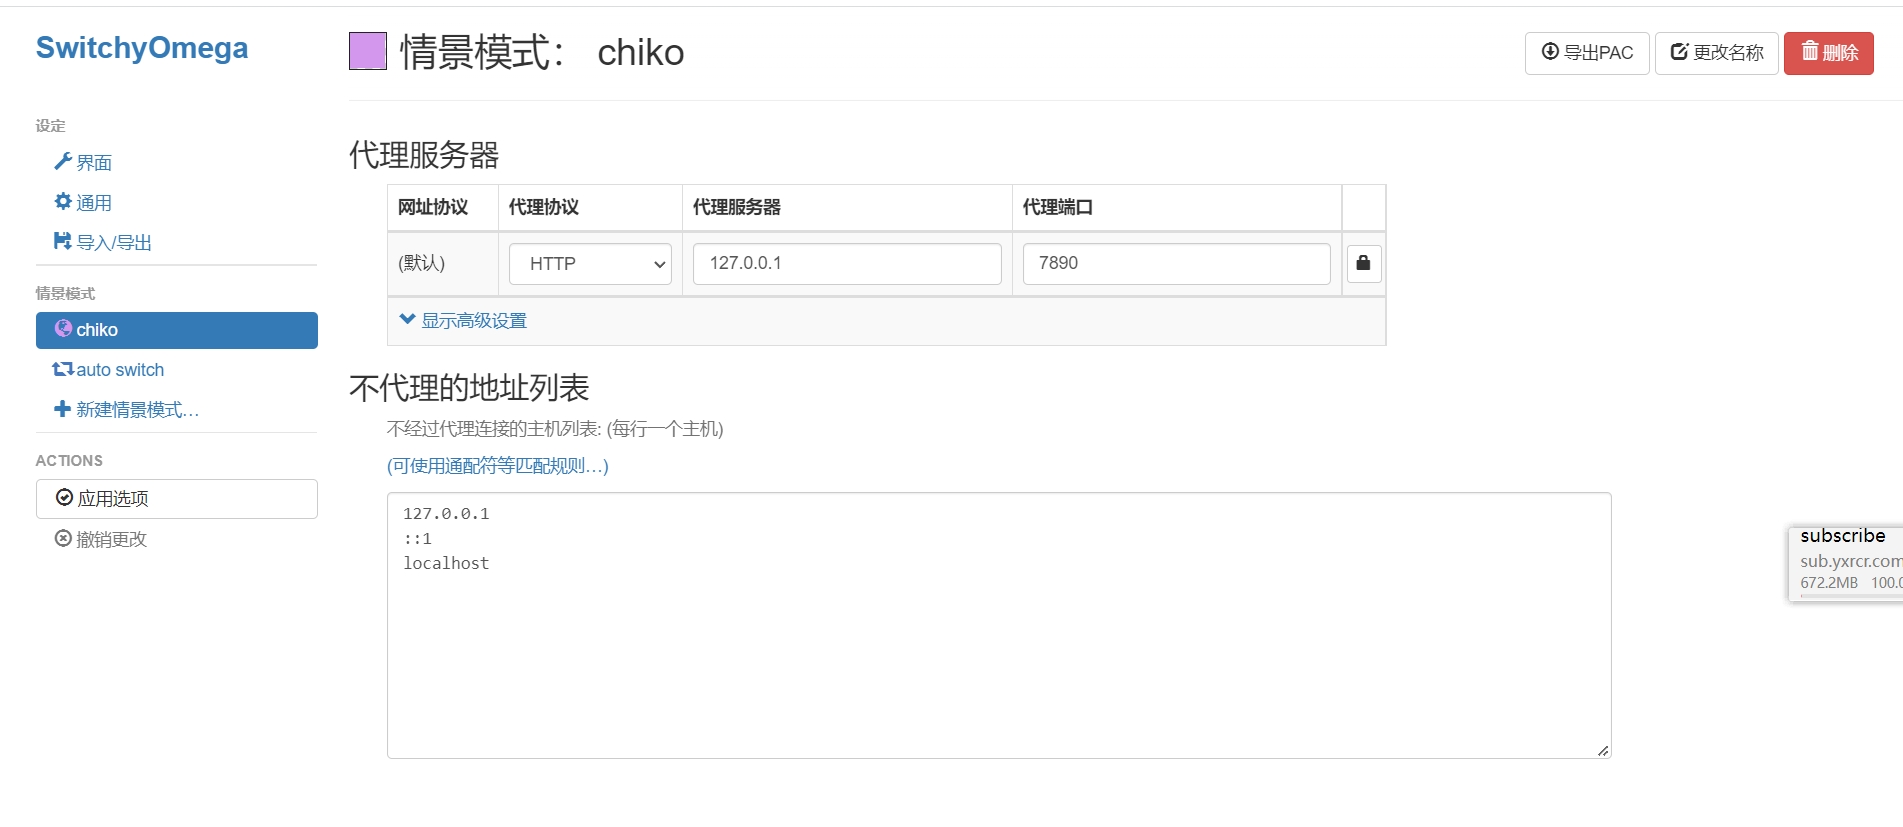 SwitchyOmega
设定
界面
通用
导入/导出
情景模式
chiko
auto switch
新建情景模式…
ACTIONS
应用选项
撤销更改
情景模式： chiko
导出PAC
更改名称
删除
代理服务器
网址协议 代理协议 代理服务器 代理端口
(默认) HTTP 127.0.0.1 7890
显示高级设置
不代理的地址列表
不经过代理连接的主机列表: (每行一个主机)
(可使用通配符等匹配规则…)
127.0.0.1
::1
localhost
subscribe
sub.yxrcr.com
672.2MB 100.0